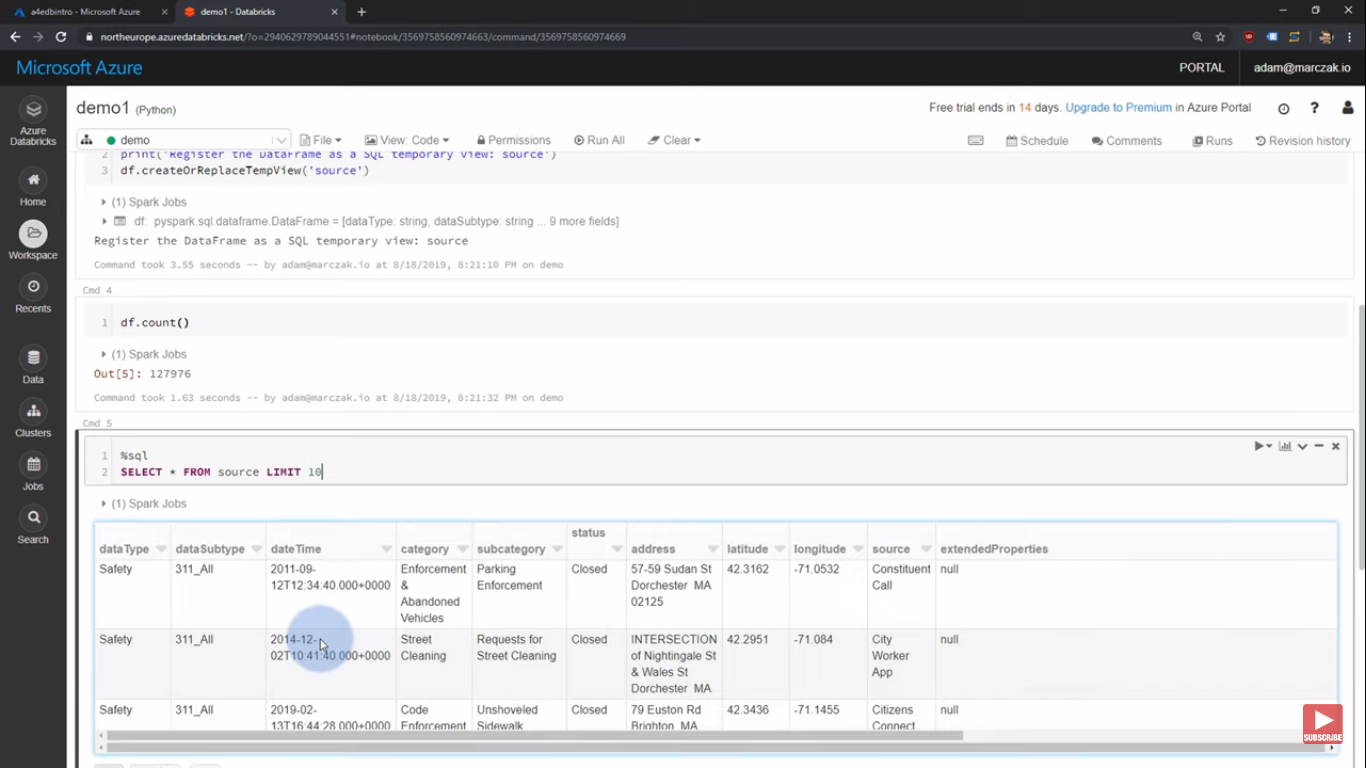 a4edbintro - Microsoft Azure
demo1 - Databricks
northeurope.azuredatabricks.net/?o=2940629789044551#notebook/3569758560974663/command/3569758560974669
Microsoft Azure
PORTAL
adam@marczak.io
demo1 (Python)
Free trial ends in 14 days. Upgrade to Premium in Azure Portal
demo
File
View: Code
Permissions
Run All
Clear
Schedule
Comments
Runs
Revision history
Azure
Databricks
Home
Workspace
Recents
Data
Clusters
Jobs
Search
2 print('Register the DataFrame as a SQL temporary view: source')
3 df.createOrReplaceTempView('source')
(1) Spark Jobs
df: pyspark.sql.dataframe.DataFrame = [dataType: string, dataSubtype: string ... 9 more fields]
Register the DataFrame as a SQL temporary view: source
Command took 3.55 seconds -- by adam@marczak.io at 8/18/2019, 8:21:10 PM on demo
Cmd 4
1 df.count()
(1) Spark Jobs
Out[5]: 127976
Command took 1.63 seconds -- by adam@marczak.io at 8/18/2019, 8:21:32 PM on demo
Cmd 5
1 %sql
2 SELECT * FROM source LIMIT 10
(1) Spark Jobs
dataType dataSubtype dateTime category subcategory status address latitude longitude source extendedProperties
Safety 311_All 2011-09- Enforcement Parking Closed 57-59 Sudan St 42.3162 -71.0532 Constituent null
12T12:34:40.000+0000 & Enforcement Dorchester MA Call
Abandoned 02125
Vehicles
Safety 311_All 2014-12- Street Requests for Closed INTERSECTION 42.2951 -71.084 City null
02T10:41:40.000+0000 Cleaning Street Cleaning of Nightingale St Worker
& Wales St App
Dorchester MA
Safety 311_All 2019-02- Code Unshoveled Closed 79 Euston Rd 42.3436 -71.1455 Citizens null
13T16:44:28.000+0000 Enforcement Sidewalk Brighton MA Connect
SUBSCRIBE